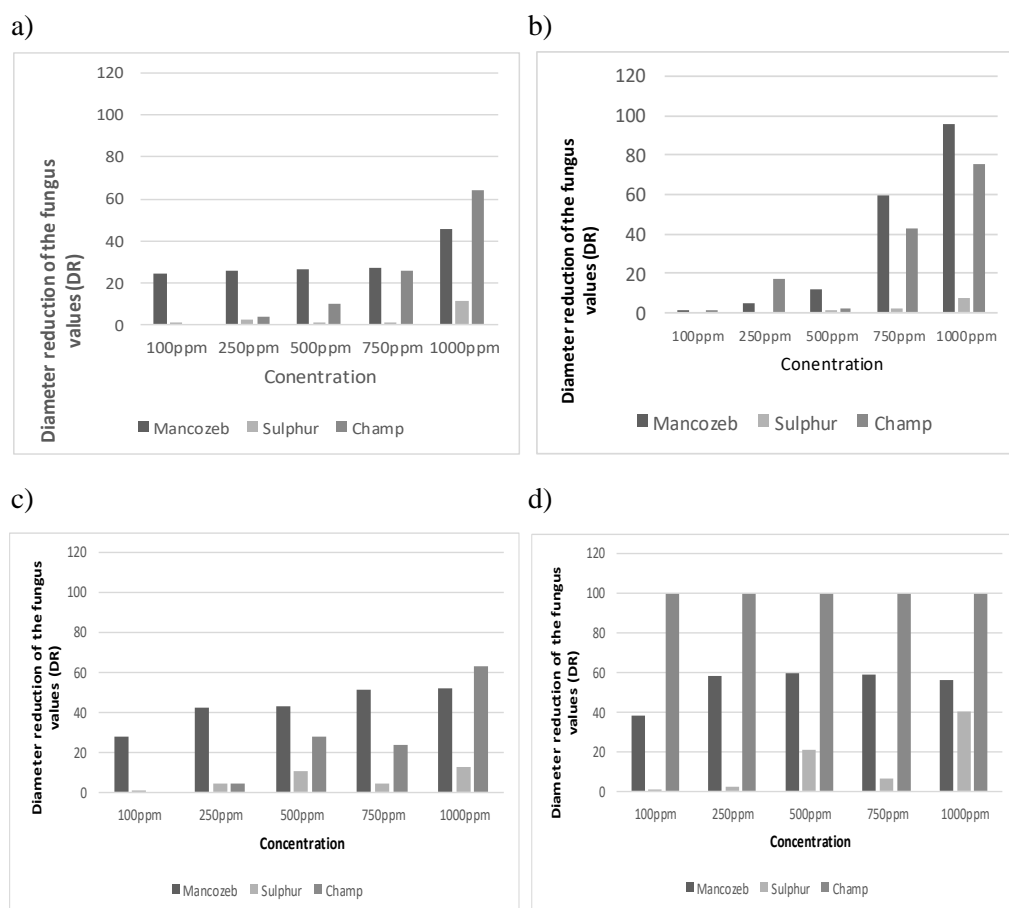 a)
120
100
80
60
40
20
0
Diameter reduction of the fungus
values (DR)
100ppm 250ppm 500ppm 750ppm 1000ppm
Conentration
Mancozeb Sulphur Champ
b)
120
100
80
60
40
20
0
Diameter reduction of the fungus
values (DR)
100ppm 250ppm 500ppm 750ppm 1000ppm
Conentration
Mancozeb Sulphur Champ
c)
120
100
80
60
40
20
0
Diameter reduction of the fungus
values (DR)
100ppm 250ppm 500ppm 750ppm 1000ppm
Concentration
Mancozeb Sulphur Champ
d)
120
100
80
60
40
20
0
Diameter reduction of the fungus
values (DR)
100ppm 250ppm 500ppm 750ppm 1000ppm
Concentration
Mancozeb Sulphur Champ